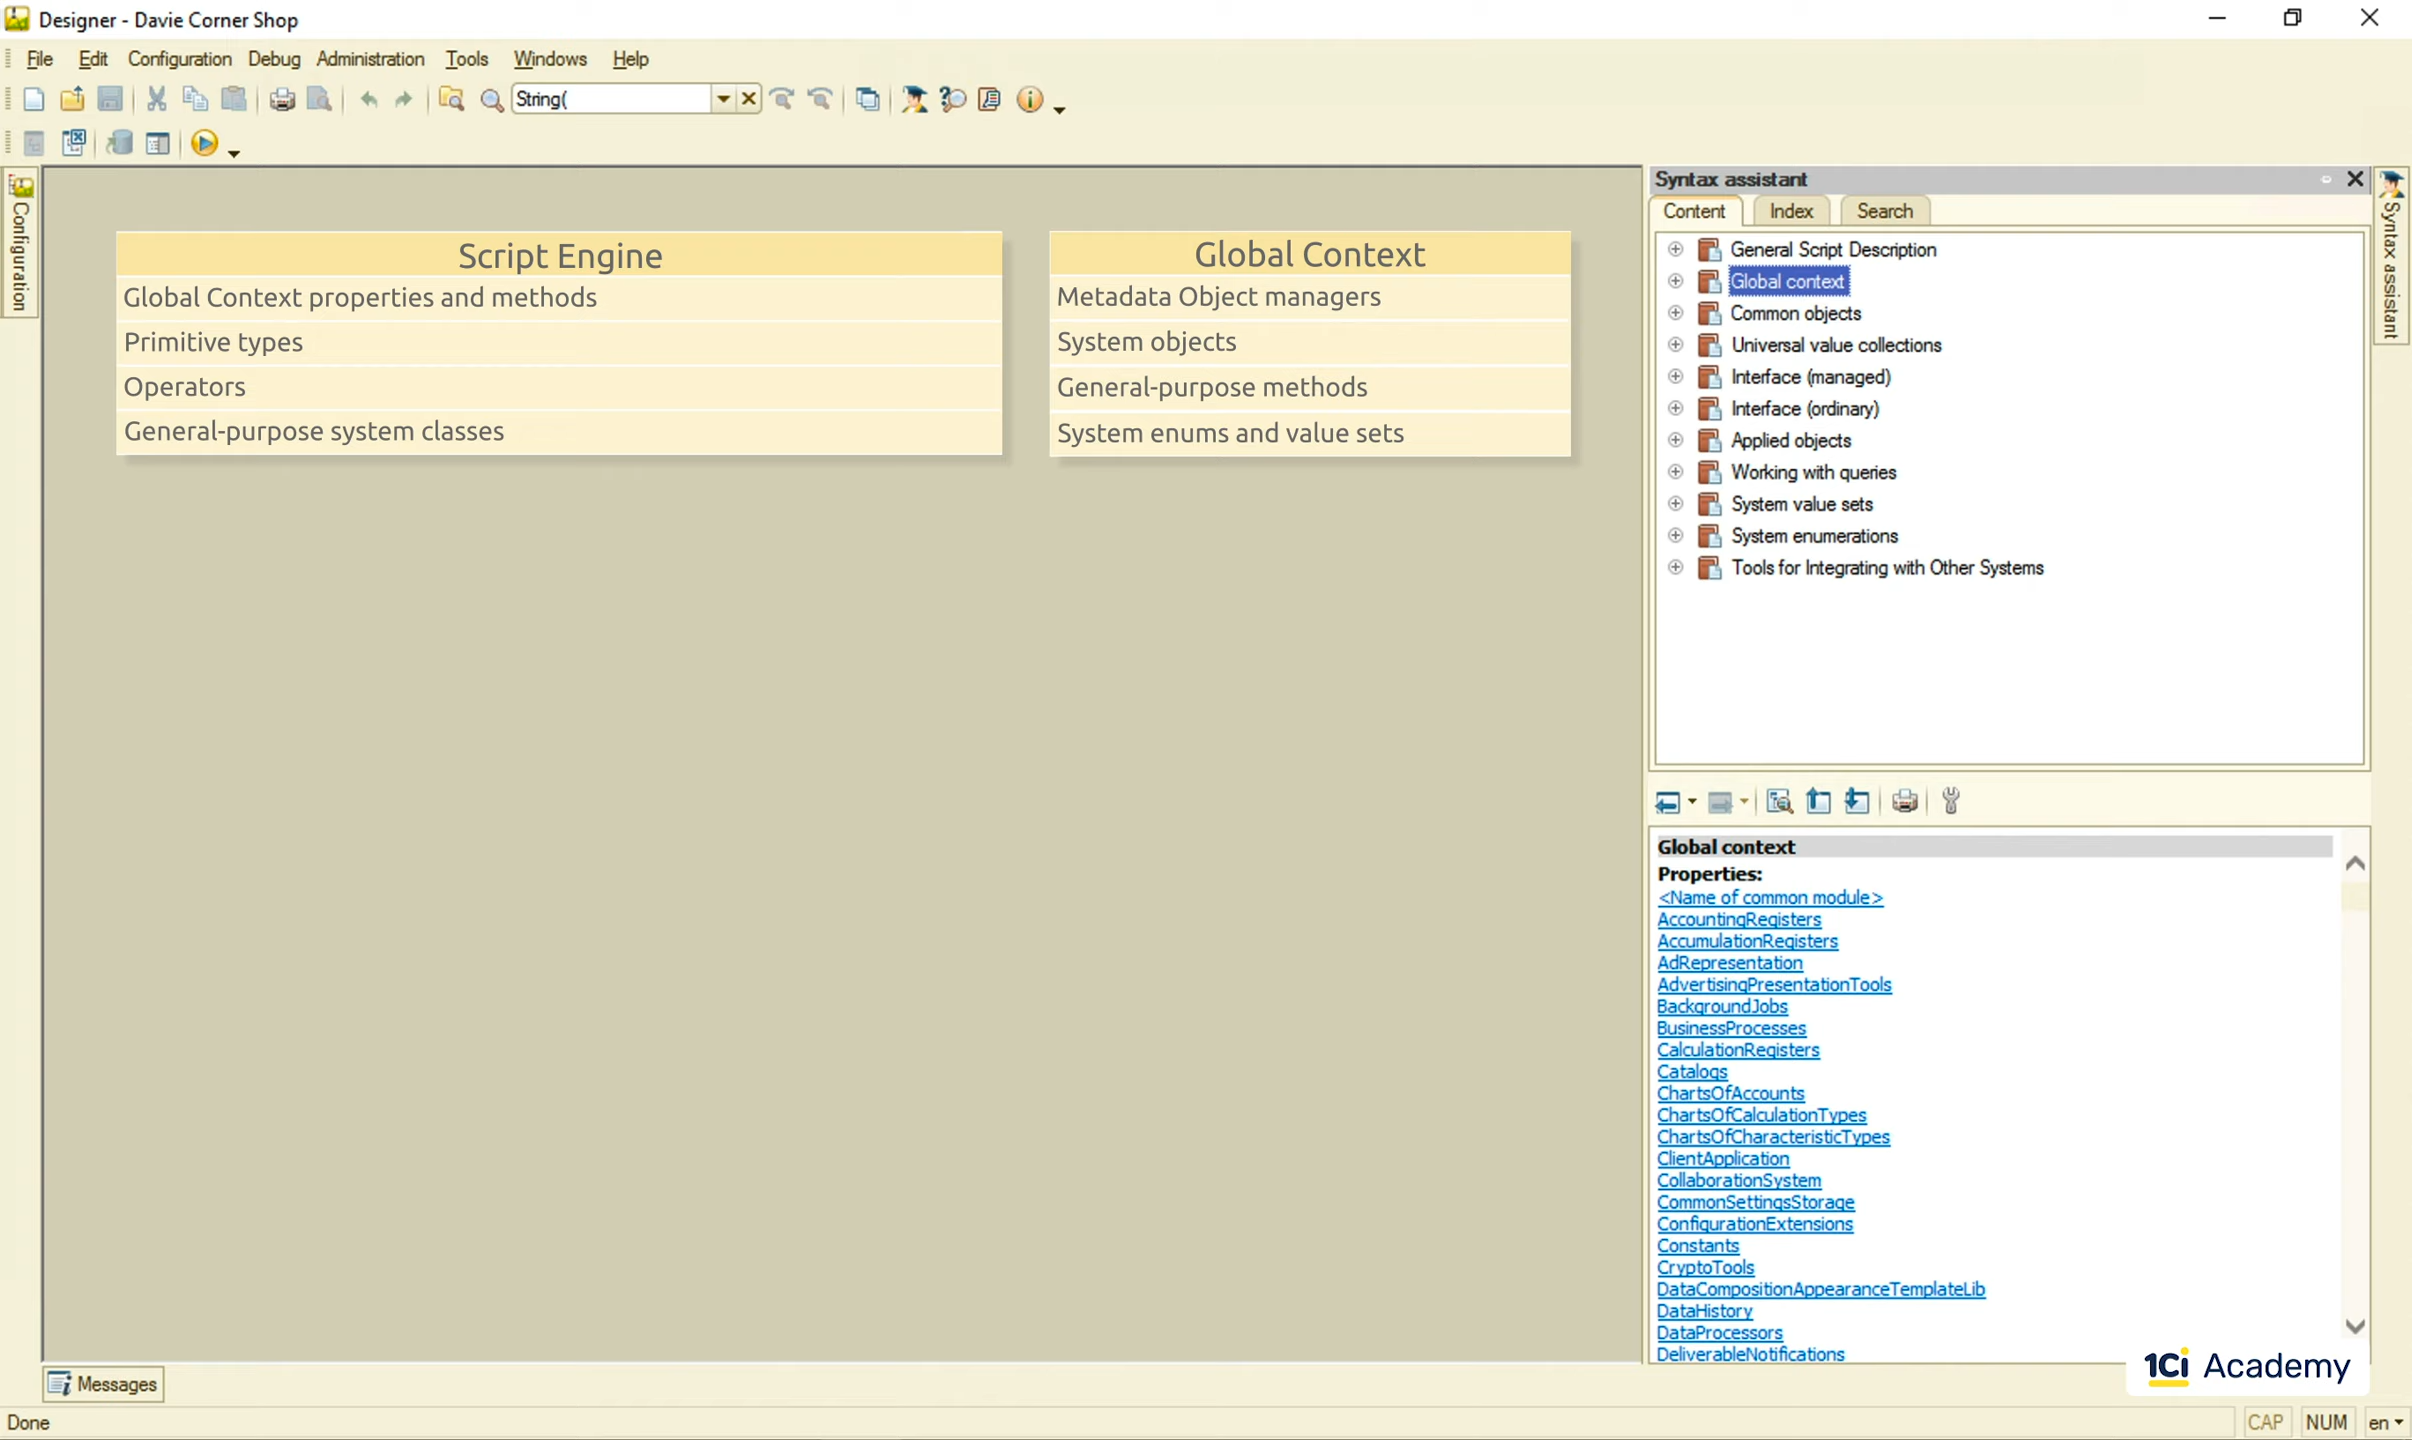 Designer - Davie Corner Shop
File Edit Configuration Debug Administration Tools Windows Help
String(
Configuration
Script Engine
Global Context properties and methods
Primitive types
Operators
General-purpose system classes
Global Context
Metadata Object managers
System objects
General-purpose methods
System enums and value sets
Syntax assistant
Content Index Search
General Script Description
Global context
Common objects
Universal value collections
Interface (managed)
Interface (ordinary)
Applied objects
Working with queries
System value sets
System enumerations
Tools for Integrating with Other Systems
Syntax assistant
Global context
Properties:
<Name of common module>
AccountingRegisters
AccumulationRegisters
AdRepresentation
AdvertisingPresentationTools
BackgroundJobs
BusinessProcesses
CalculationRegisters
Catalogs
ChartsOfAccounts
ChartsOfCalculationTypes
ChartsOfCharacteristicTypes
ClientApplication
CollaborationSystem
CommonSettingsStorage
ConfigurationExtensions
Constants
CryptoTools
DataCompositionAppearanceTemplateLib
DataHistory
DataProcessors
DeliverableNotifications
1Ci Academy
Messages
Done
CAP NUM en